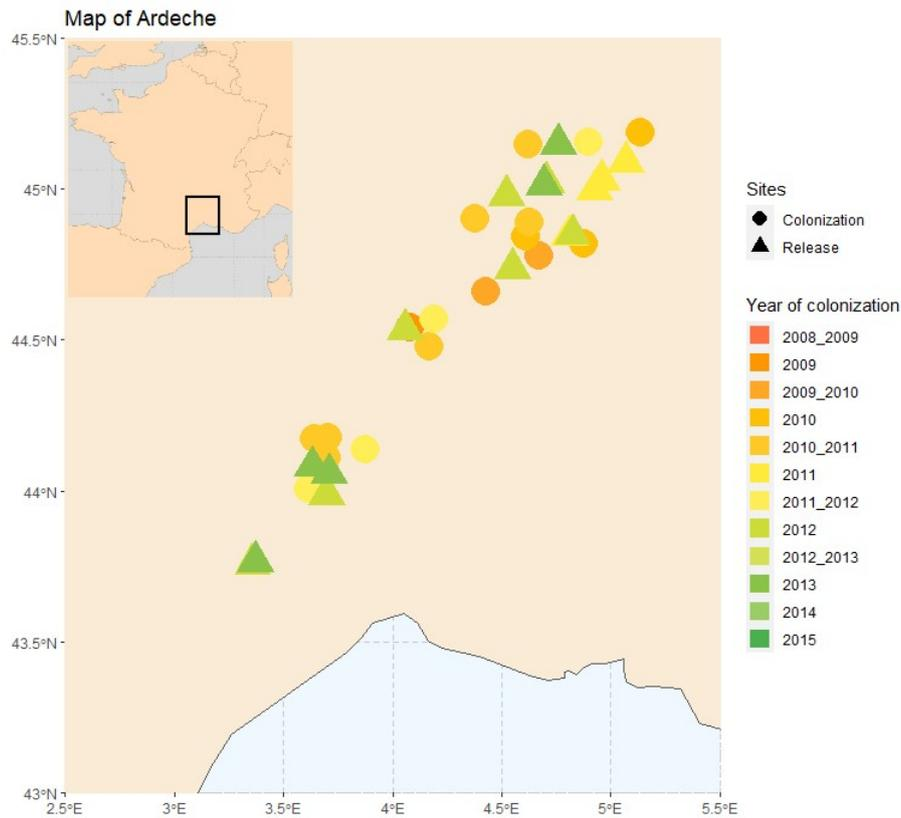 Map of Ardeche
45.5°N
45°N
44.5°N
44°N
43.5°N
43°N
2.5°E
3°E
3.5°E
4°E
4.5°E
5°E
5.5°E
Sites
Colonization
Release
Year of colonization
2008_2009
2009
2009_2010
2010
2010_2011
2011
2011_2012
2012
2012_2013
2013
2014
2015